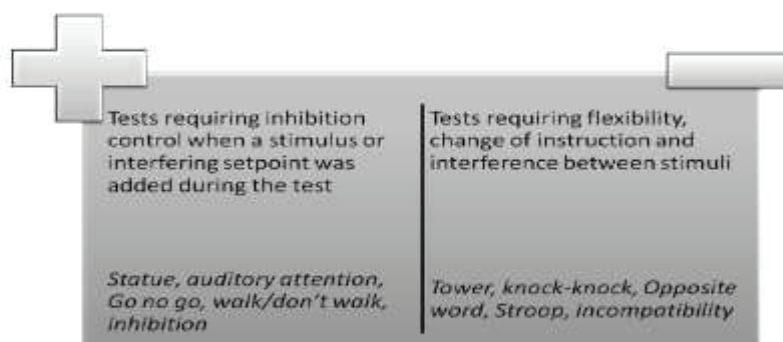 Tests requiring inhibition
control when a stimulus or
interfering setpoint was
added during the test
Statue, auditory attention,
Go no go, walk/don't walk,
inhibition
Tests requiring flexibility,
change of instruction and
interference between stimuli
Tower, knock-knock, Opposite
word, Stroop, incompatibility